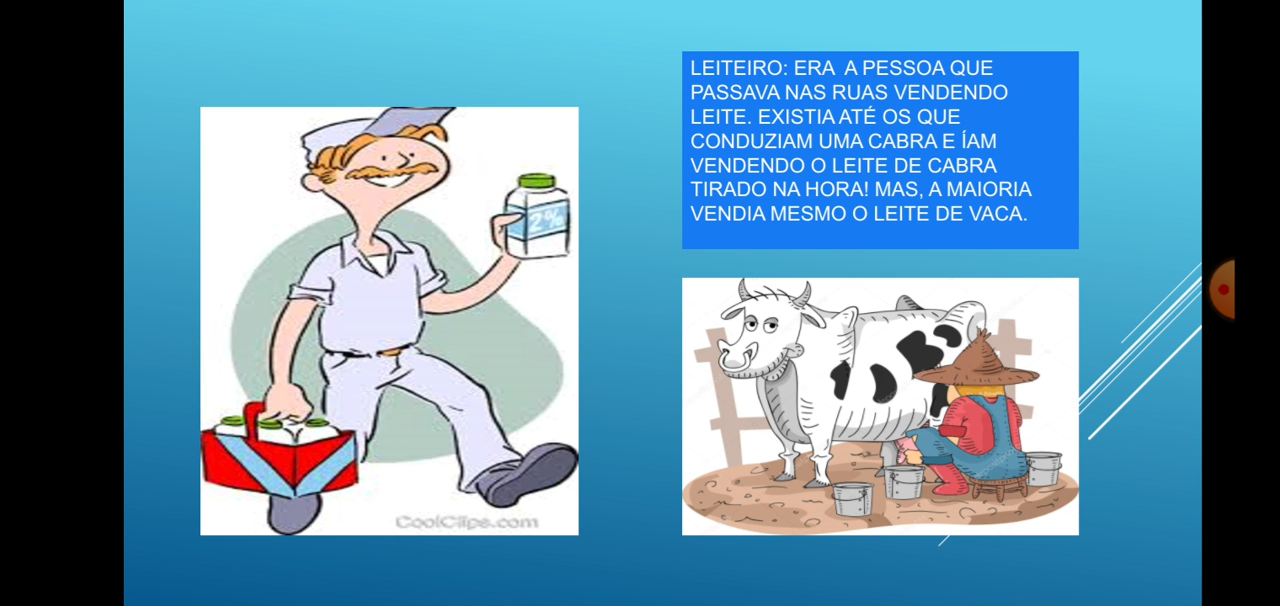 LEITEIRO: ERA A PESSOA QUE
PASSAVA NAS RUAS VENDENDO
LEITE. EXISTIA ATÉ OS QUE
CONDUZIAM UMA CABRA E ÍAM
VENDENDO O LEITE DE CABRA
TIRADO NA HORA! MAS, A MAIORIA
VENDIA MESMO O LEITE DE VACA.
2%
CoolClips.com